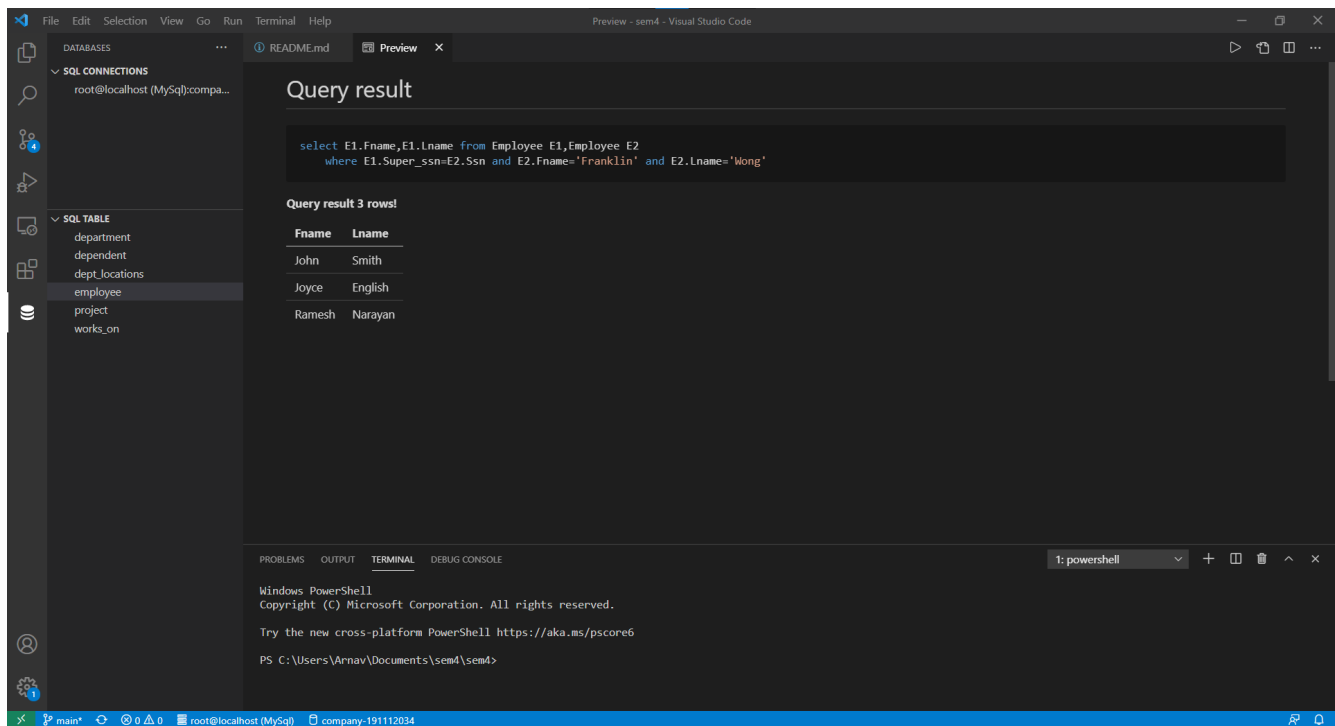 File Edit Selection View Go Run Terminal Help
Preview - sem4 - Visual Studio Code
DATABASES
README.md
Preview
SQL CONNECTIONS
root@localhost (MySql):compa...
Query result
select E1.Fname,E1.Lname from Employee E1,Employee E2
where E1.Super_ssn=E2.Ssn and E2.Fname='Franklin' and E2.Lname='Wong'
Query result 3 rows!
Fname Lname
John Smith
Joyce English
Ramesh Narayan
4
SQL TABLE
department
dependent
dept_locations
employee
project
works_on
PROBLEMS OUTPUT TERMINAL DEBUG CONSOLE
1: powershell
Windows PowerShell
Copyright (C) Microsoft Corporation. All rights reserved.
Try the new cross-platform PowerShell https://aka.ms/pscore6
PS C:\Users\Arnav\Documents\sem4\sem4>
1
main* 0 0 root@localhost (MySql) company-191112034